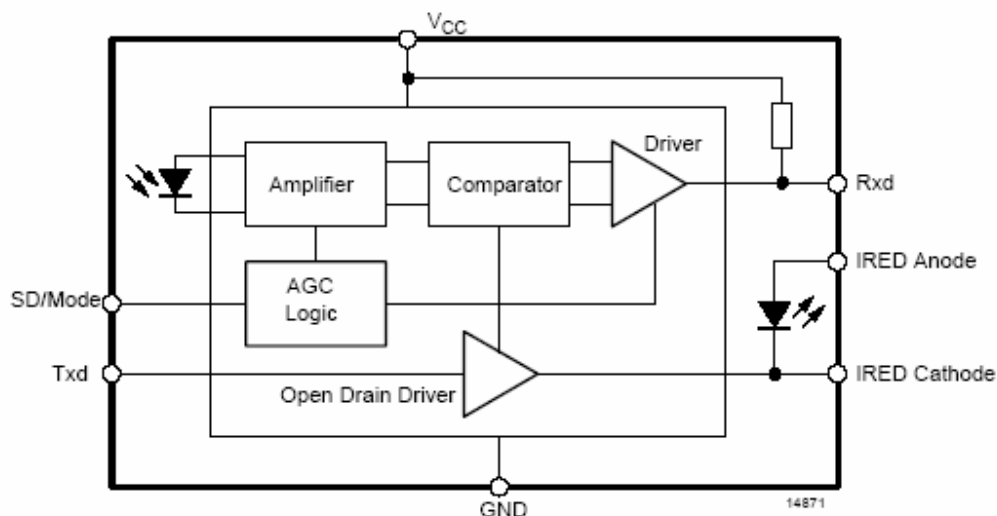 VCC
Driver
Amplifier
Comparator
Rxd
IRED Anode
SD/Mode
AGC
Logic
Txd
Open Drain Driver
IRED Cathode
GND
14871